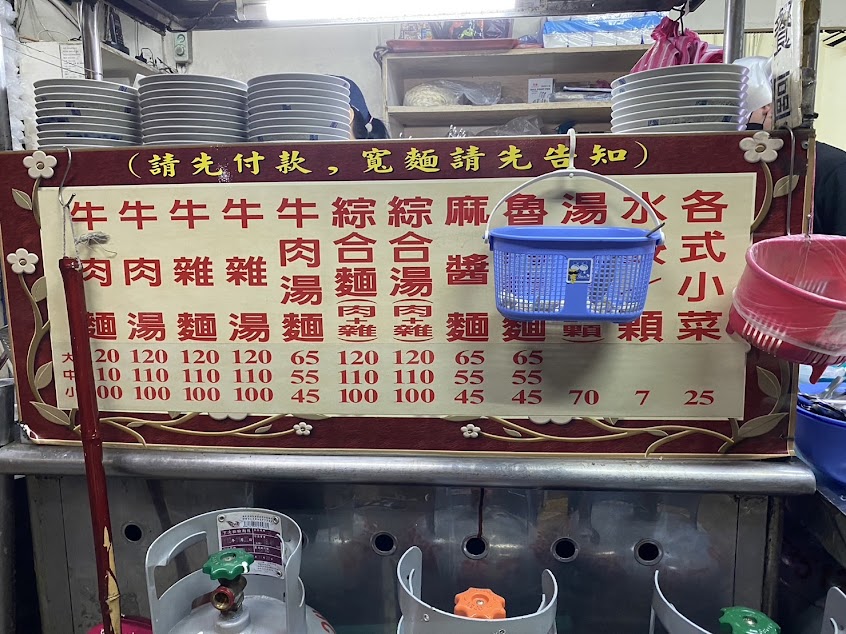 (請先付款，寬麵請先告知)
牛肉麵
牛肉湯
牛雜麵
牛雜湯
牛肉湯麵
綜合麵(肉+雜)
綜合湯(肉+雜)
麻醬麵
魯 麵
湯 顆
水 顆
各式小菜
大 20 120 120 120 65 120 120 65 65
中 10 110 110 110 55 110 110 55 55
小 00 100 100 100 45 100 100 45 45 70 7 25